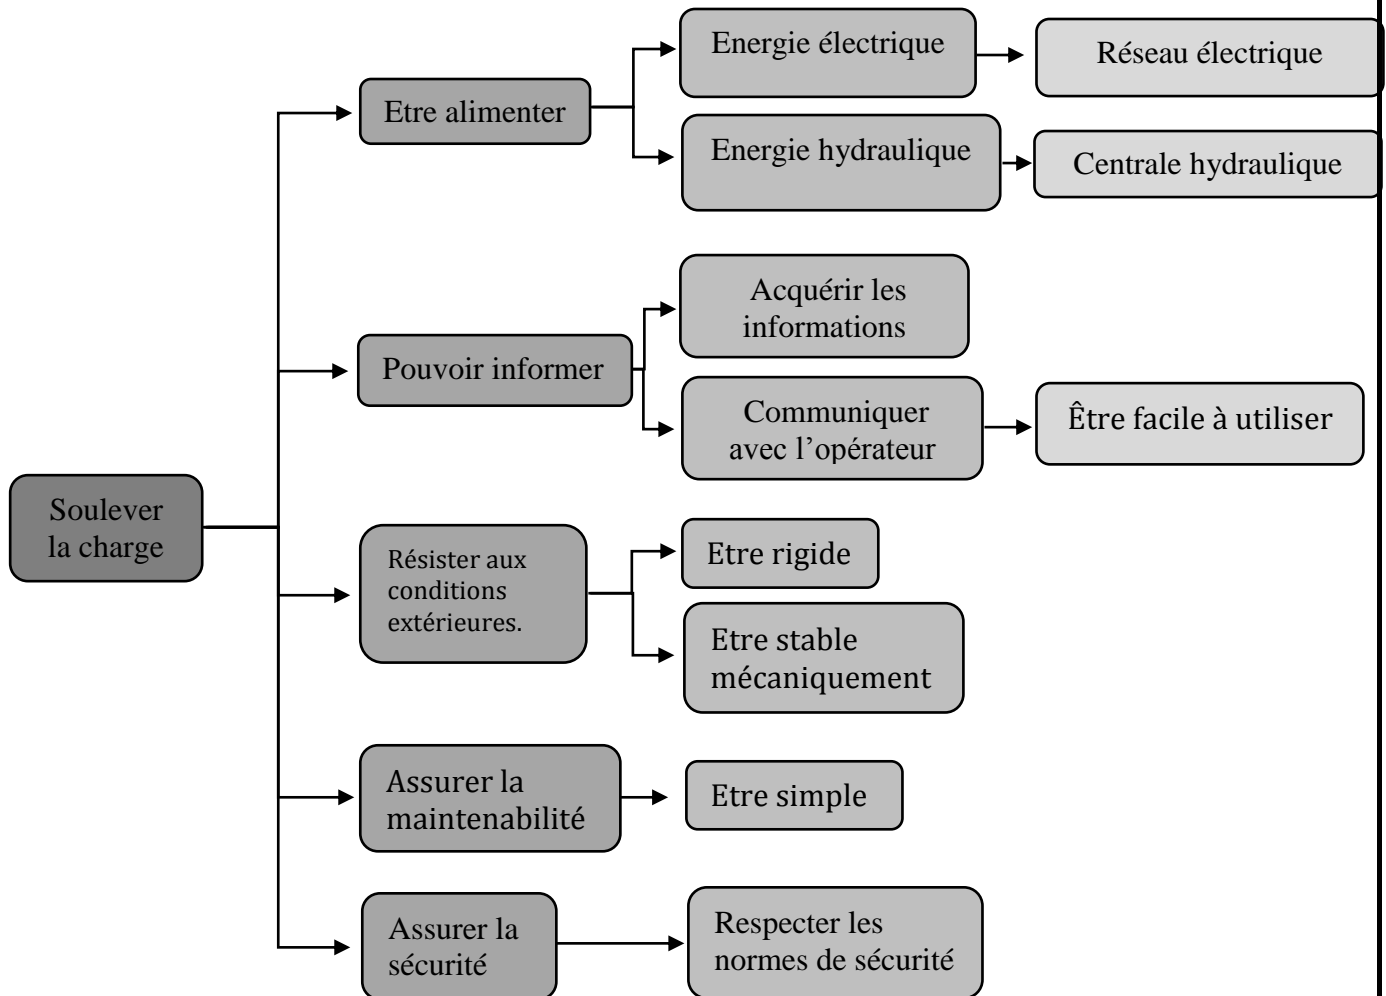 Energie électrique
Réseau électrique
Etre alimenter
Energie hydraulique
Centrale hydraulique
Acquérir les
informations
Pouvoir informer
Communiquer
avec l’opérateur
Être facile à utiliser
Soulever
la charge
Résister aux
conditions
extérieures.
Etre rigide
Etre stable
mécaniquement
Assurer la
maintenabilité
Etre simple
Assurer la
sécurité
Respecter les
normes de sécurité